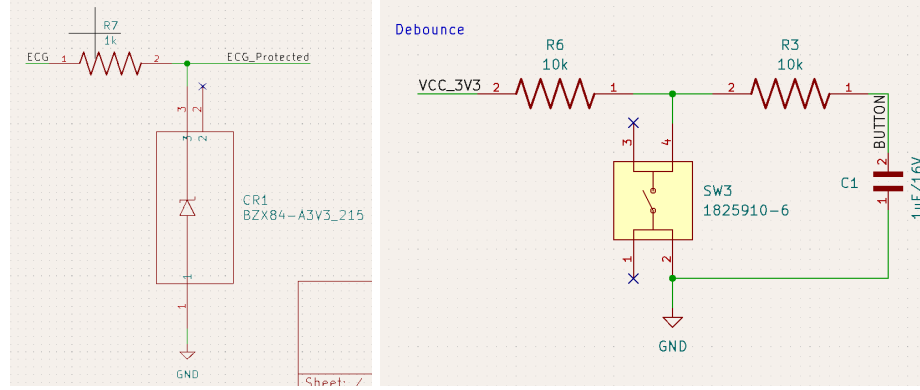 R7
1k
ECG 1 2 ECG_Protected
3 2
3 2
CR1
BZX84-A3V3_215
1
1
GND
Sheet: /
Debounce
R6
10k
R3
10k
VCC_3V3 2 1 2 1
BUTTON
3 4
2
C1
1
1uF/16V
SW3
1825910-6
1 2
GND